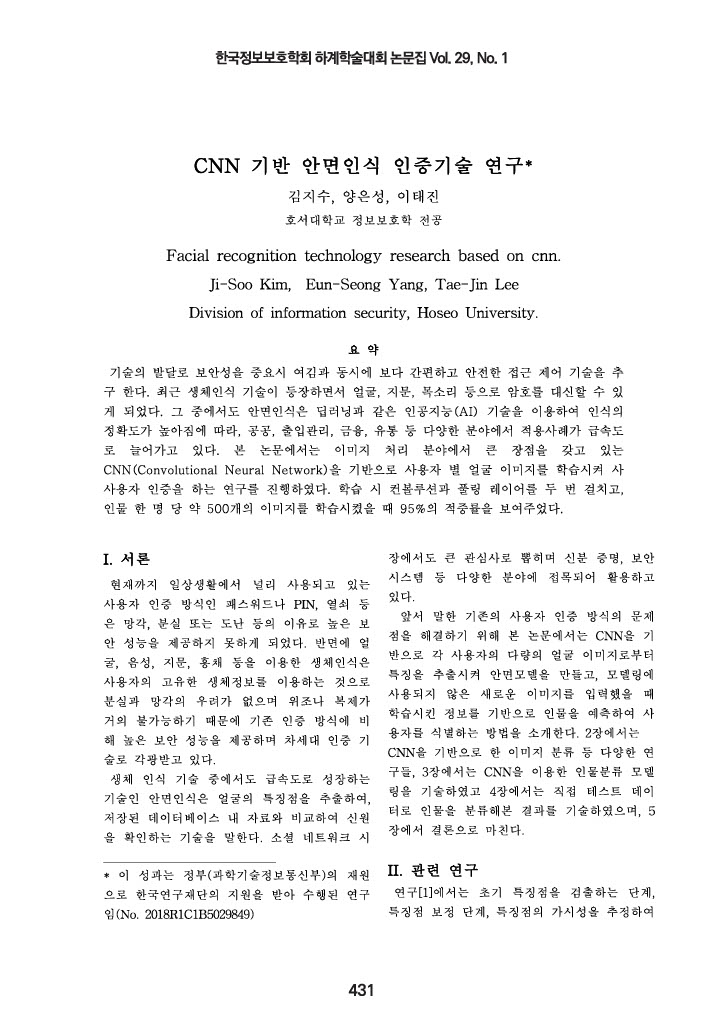 한국정보보호학회 하계학술대회 논문집 Vol. 29, No. 1
CNN 기반 안면인식 인증기술 연구*
김지수, 양은성, 이태진
호서대학교 정보보호학 전공
Facial recognition technology research based on cnn.
Ji-Soo Kim, Eun-Seong Yang, Tae-Jin Lee
Division of information security, Hoseo University.
요 약
기술의 발달로 보안성을 중요시 여김과 동시에 보다 간편하고 안전한 접근 제어 기술을 추
구 한다. 최근 생체인식 기술이 등장하면서 얼굴, 지문, 목소리 등으로 암호를 대신할 수 있
게 되었다. 그 중에서도 안면인식은 딥러닝과 같은 인공지능(AI) 기술을 이용하여 인식의
정확도가 높아짐에 따라, 공공, 출입관리, 금융, 유통 등 다양한 분야에서 적용사례가 급속도
로 늘어가고 있다. 본 논문에서는 이미지 처리 분야에서 큰 장점을 갖고 있는
CNN(Convolutional Neural Network)을 기반으로 사용자 별 얼굴 이미지를 학습시켜 사
사용자 인증을 하는 연구를 진행하였다. 학습 시 컨볼루션과 풀링 레이어를 두 번 걸치고,
인물 한 명 당 약 500개의 이미지를 학습시켰을 때 95%의 적중률을 보여주었다.
I. 서론
현재까지 일상생활에서 널리 사용되고 있는
사용자 인증 방식인 패스워드나 PIN, 열쇠 등
은 망각, 분실 또는 도난 등의 이유로 높은 보
안 성능을 제공하지 못하게 되었다. 반면에 얼
굴, 음성, 지문, 홍채 등을 이용한 생체인식은
사용자의 고유한 생체정보를 이용하는 것으로
분실과 망각의 우려가 없으며 위조나 복제가
거의 불가능하기 때문에 기존 인증 방식에 비
해 높은 보안 성능을 제공하며 차세대 인증 기
술로 각광받고 있다.
생체 인식 기술 중에서도 급속도로 성장하는
기술인 안면인식은 얼굴의 특징점을 추출하여,
저장된 데이터베이스 내 자료와 비교하여 신원
을 확인하는 기술을 말한다. 소셜 네트워크 시
* 이 성과는 정부(과학기술정보통신부)의 재원
으로 한국연구재단의 지원을 받아 수행된 연구
임(No. 2018R1C1B5029849)
장에서도 큰 관심사로 뽑히며 신분 증명, 보안
시스템 등 다양한 분야에 접목되어 활용하고
있다.
앞서 말한 기존의 사용자 인증 방식의 문제
점을 해결하기 위해 본 논문에서는 CNN을 기
반으로 각 사용자의 다량의 얼굴 이미지로부터
특징을 추출시켜 안면모델을 만들고, 모델링에
사용되지 않은 새로운 이미지를 입력했을 때
학습시킨 정보를 기반으로 인물을 예측하여 사
용자를 식별하는 방법을 소개한다. 2장에서는
CNN을 기반으로 한 이미지 분류 등 다양한 연
구들, 3장에서는 CNN을 이용한 인물분류 모델
링을 기술하였고 4장에서는 직접 테스트 데이
터로 인물을 분류해본 결과를 기술하였으며, 5
장에서 결론으로 마친다.
II. 관련 연구
연구[1]에서는 초기 특징점을 검출하는 단계,
특징점 보정 단계, 특징점의 가시성을 추정하여
431